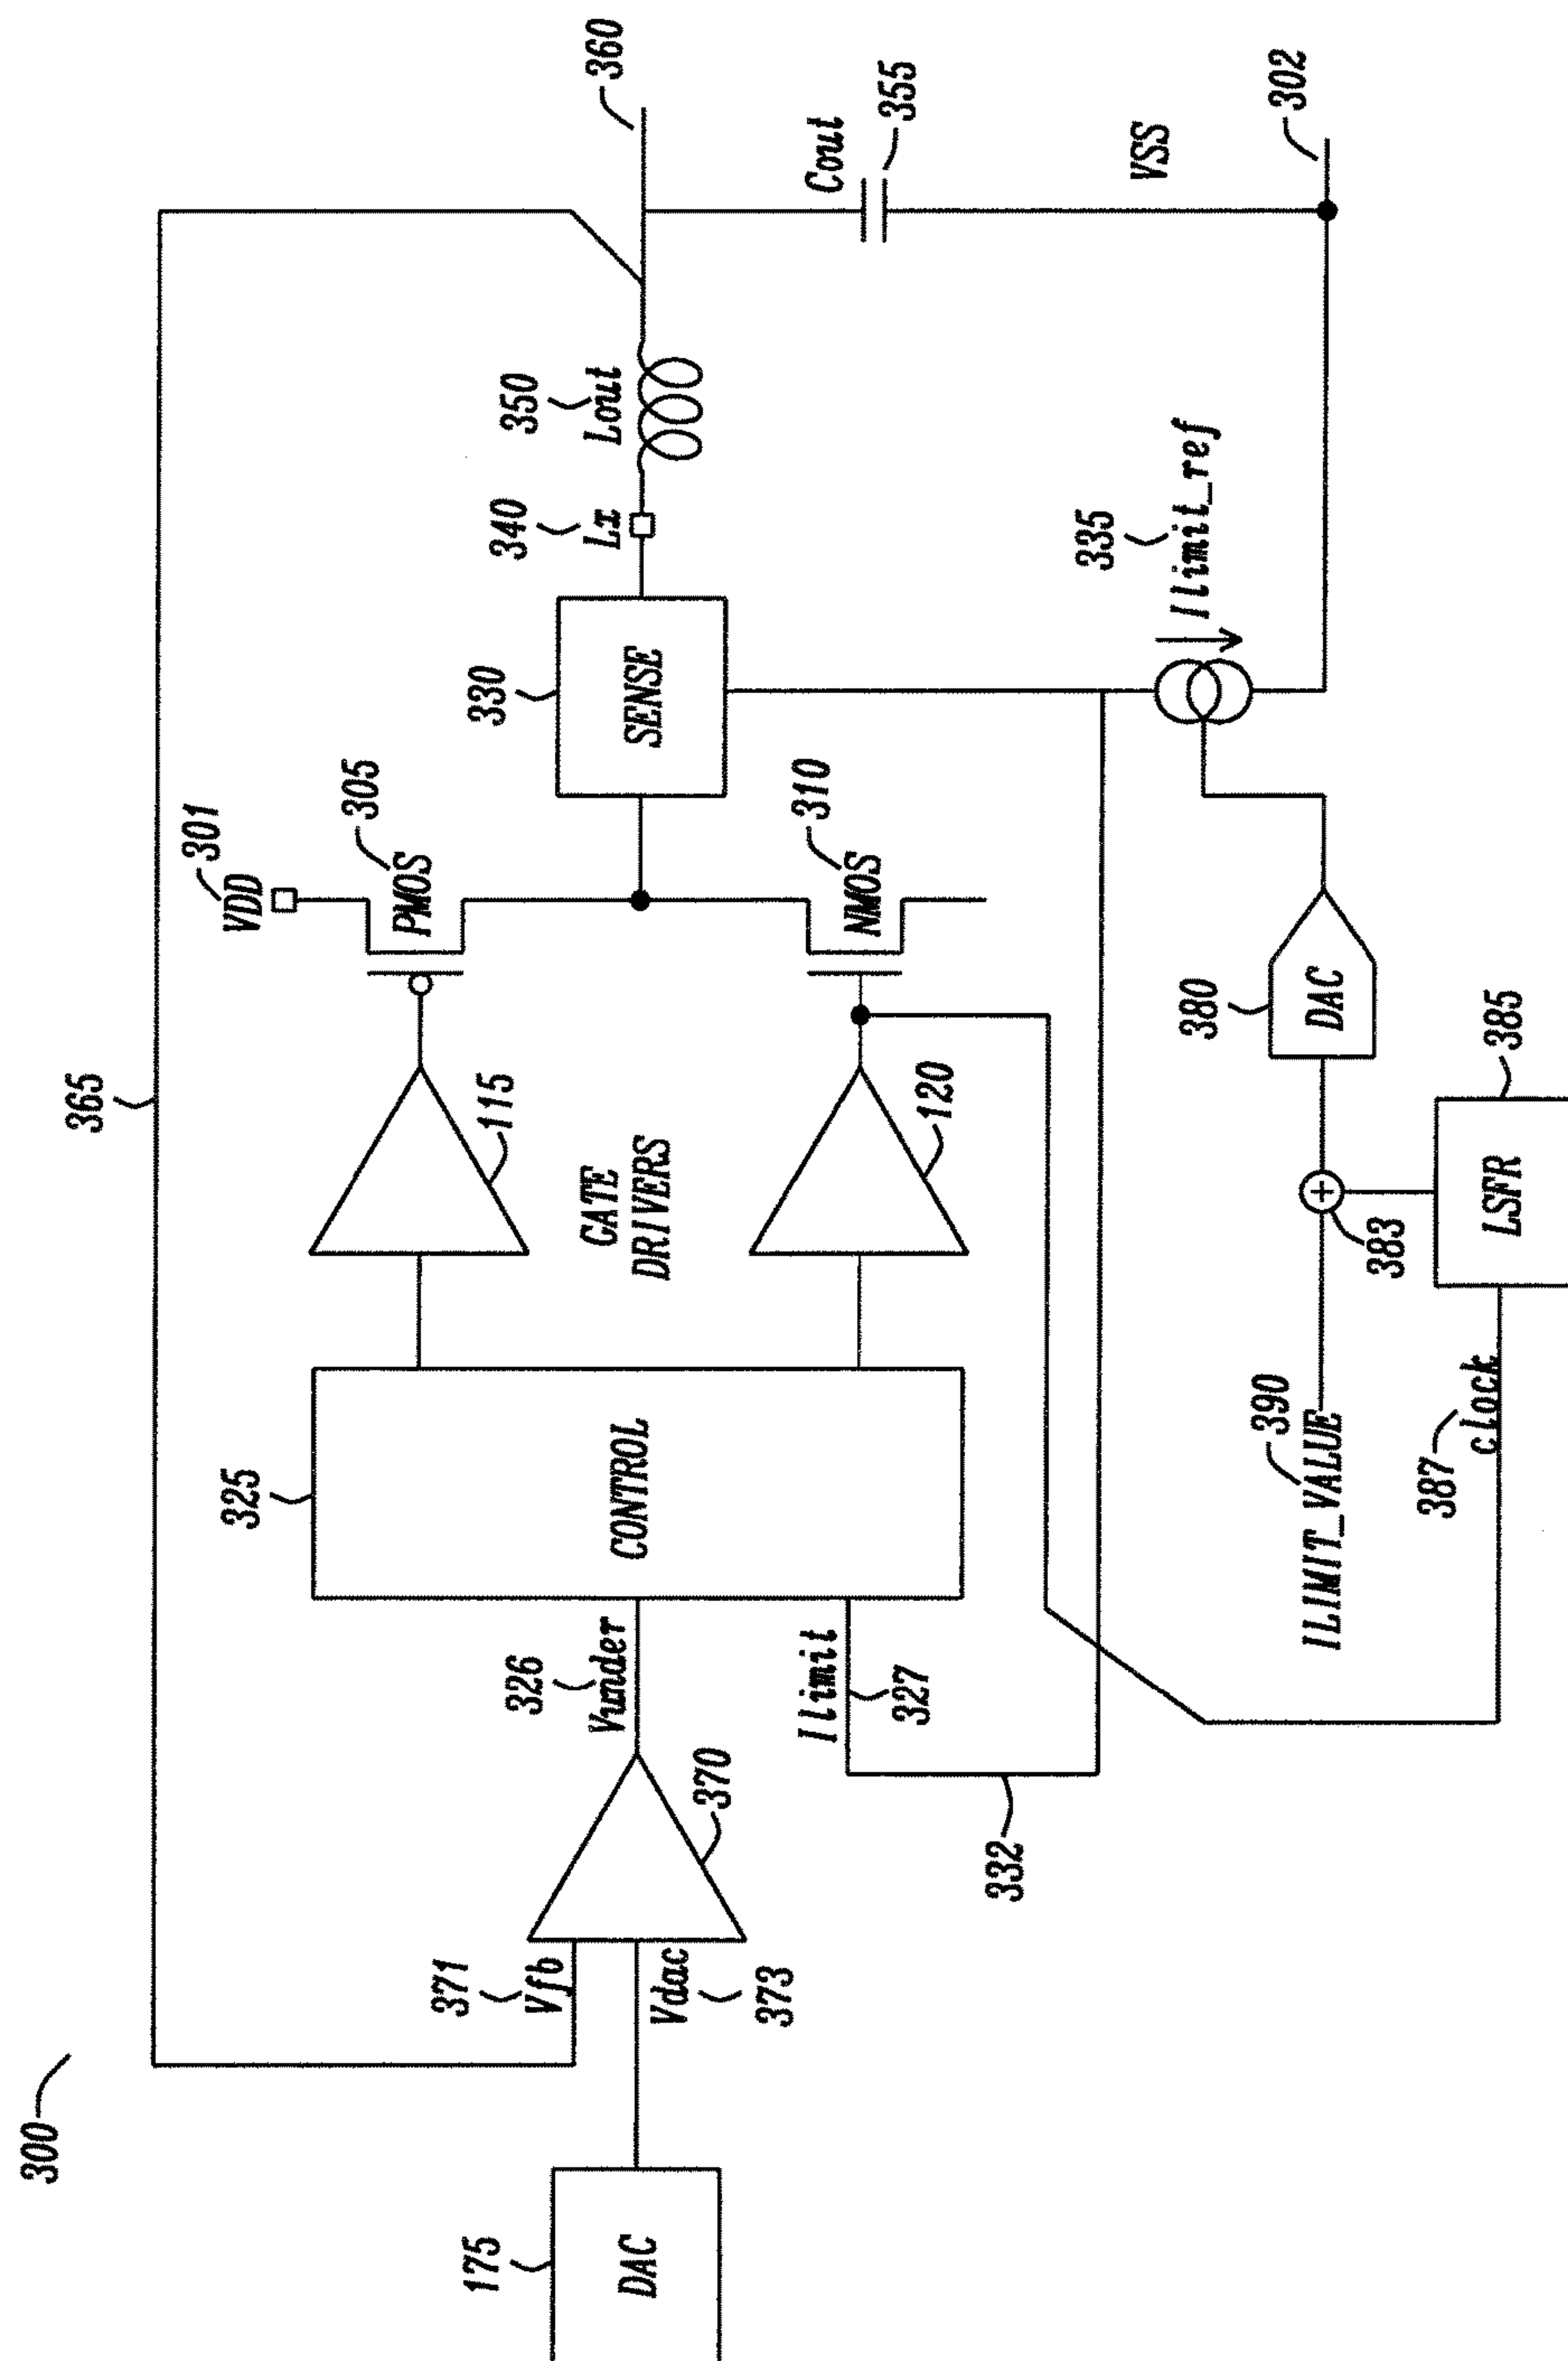 300
365
301
VDD
305
PMOS
330
SENSE
340
Lx
350
Lout
360
Cout
355
VSS
302
115
GATE
DRIVERS
120
310
NMOS
325
CONTROL
326
Vunder
Ilimit
327
332
370
371
Vfb
Vdac
373
175
DAC
335
Ilimit_ref
380
DAC
383
385
LSFR
387
clock
390
ILIMIT_VALUE